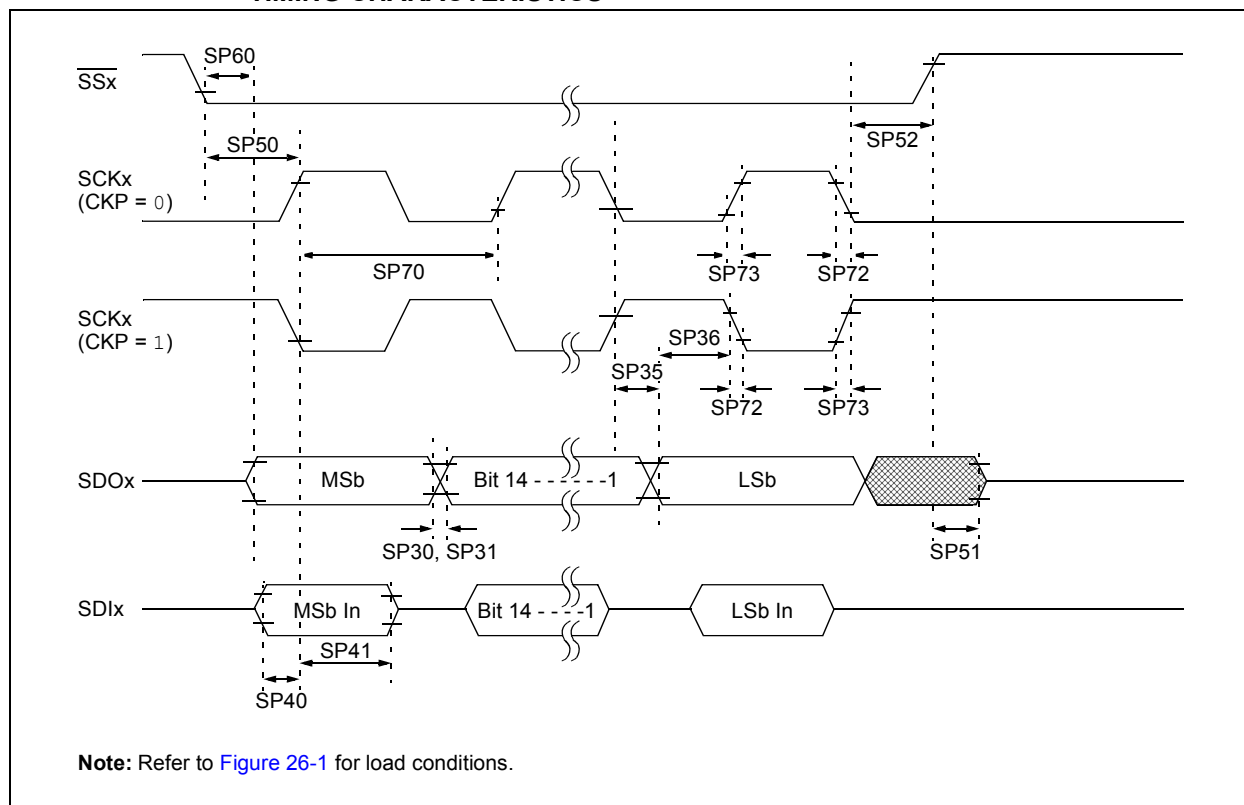 TIMING CHARACTERISTICS
SP60
SSx
SP50
SP52
SCKx
(CKP = 0)
SP70
SP73
SP72
SCKx
(CKP = 1)
SP36
SP35
SP72
SP73
SDOx
MSb
Bit 14 - - - - - -1
LSb
SP30, SP31
SP51
SDIx
MSb In
Bit 14 - - - -1
LSb In
SP41
SP40
Note: Refer to Figure 26-1 for load conditions.